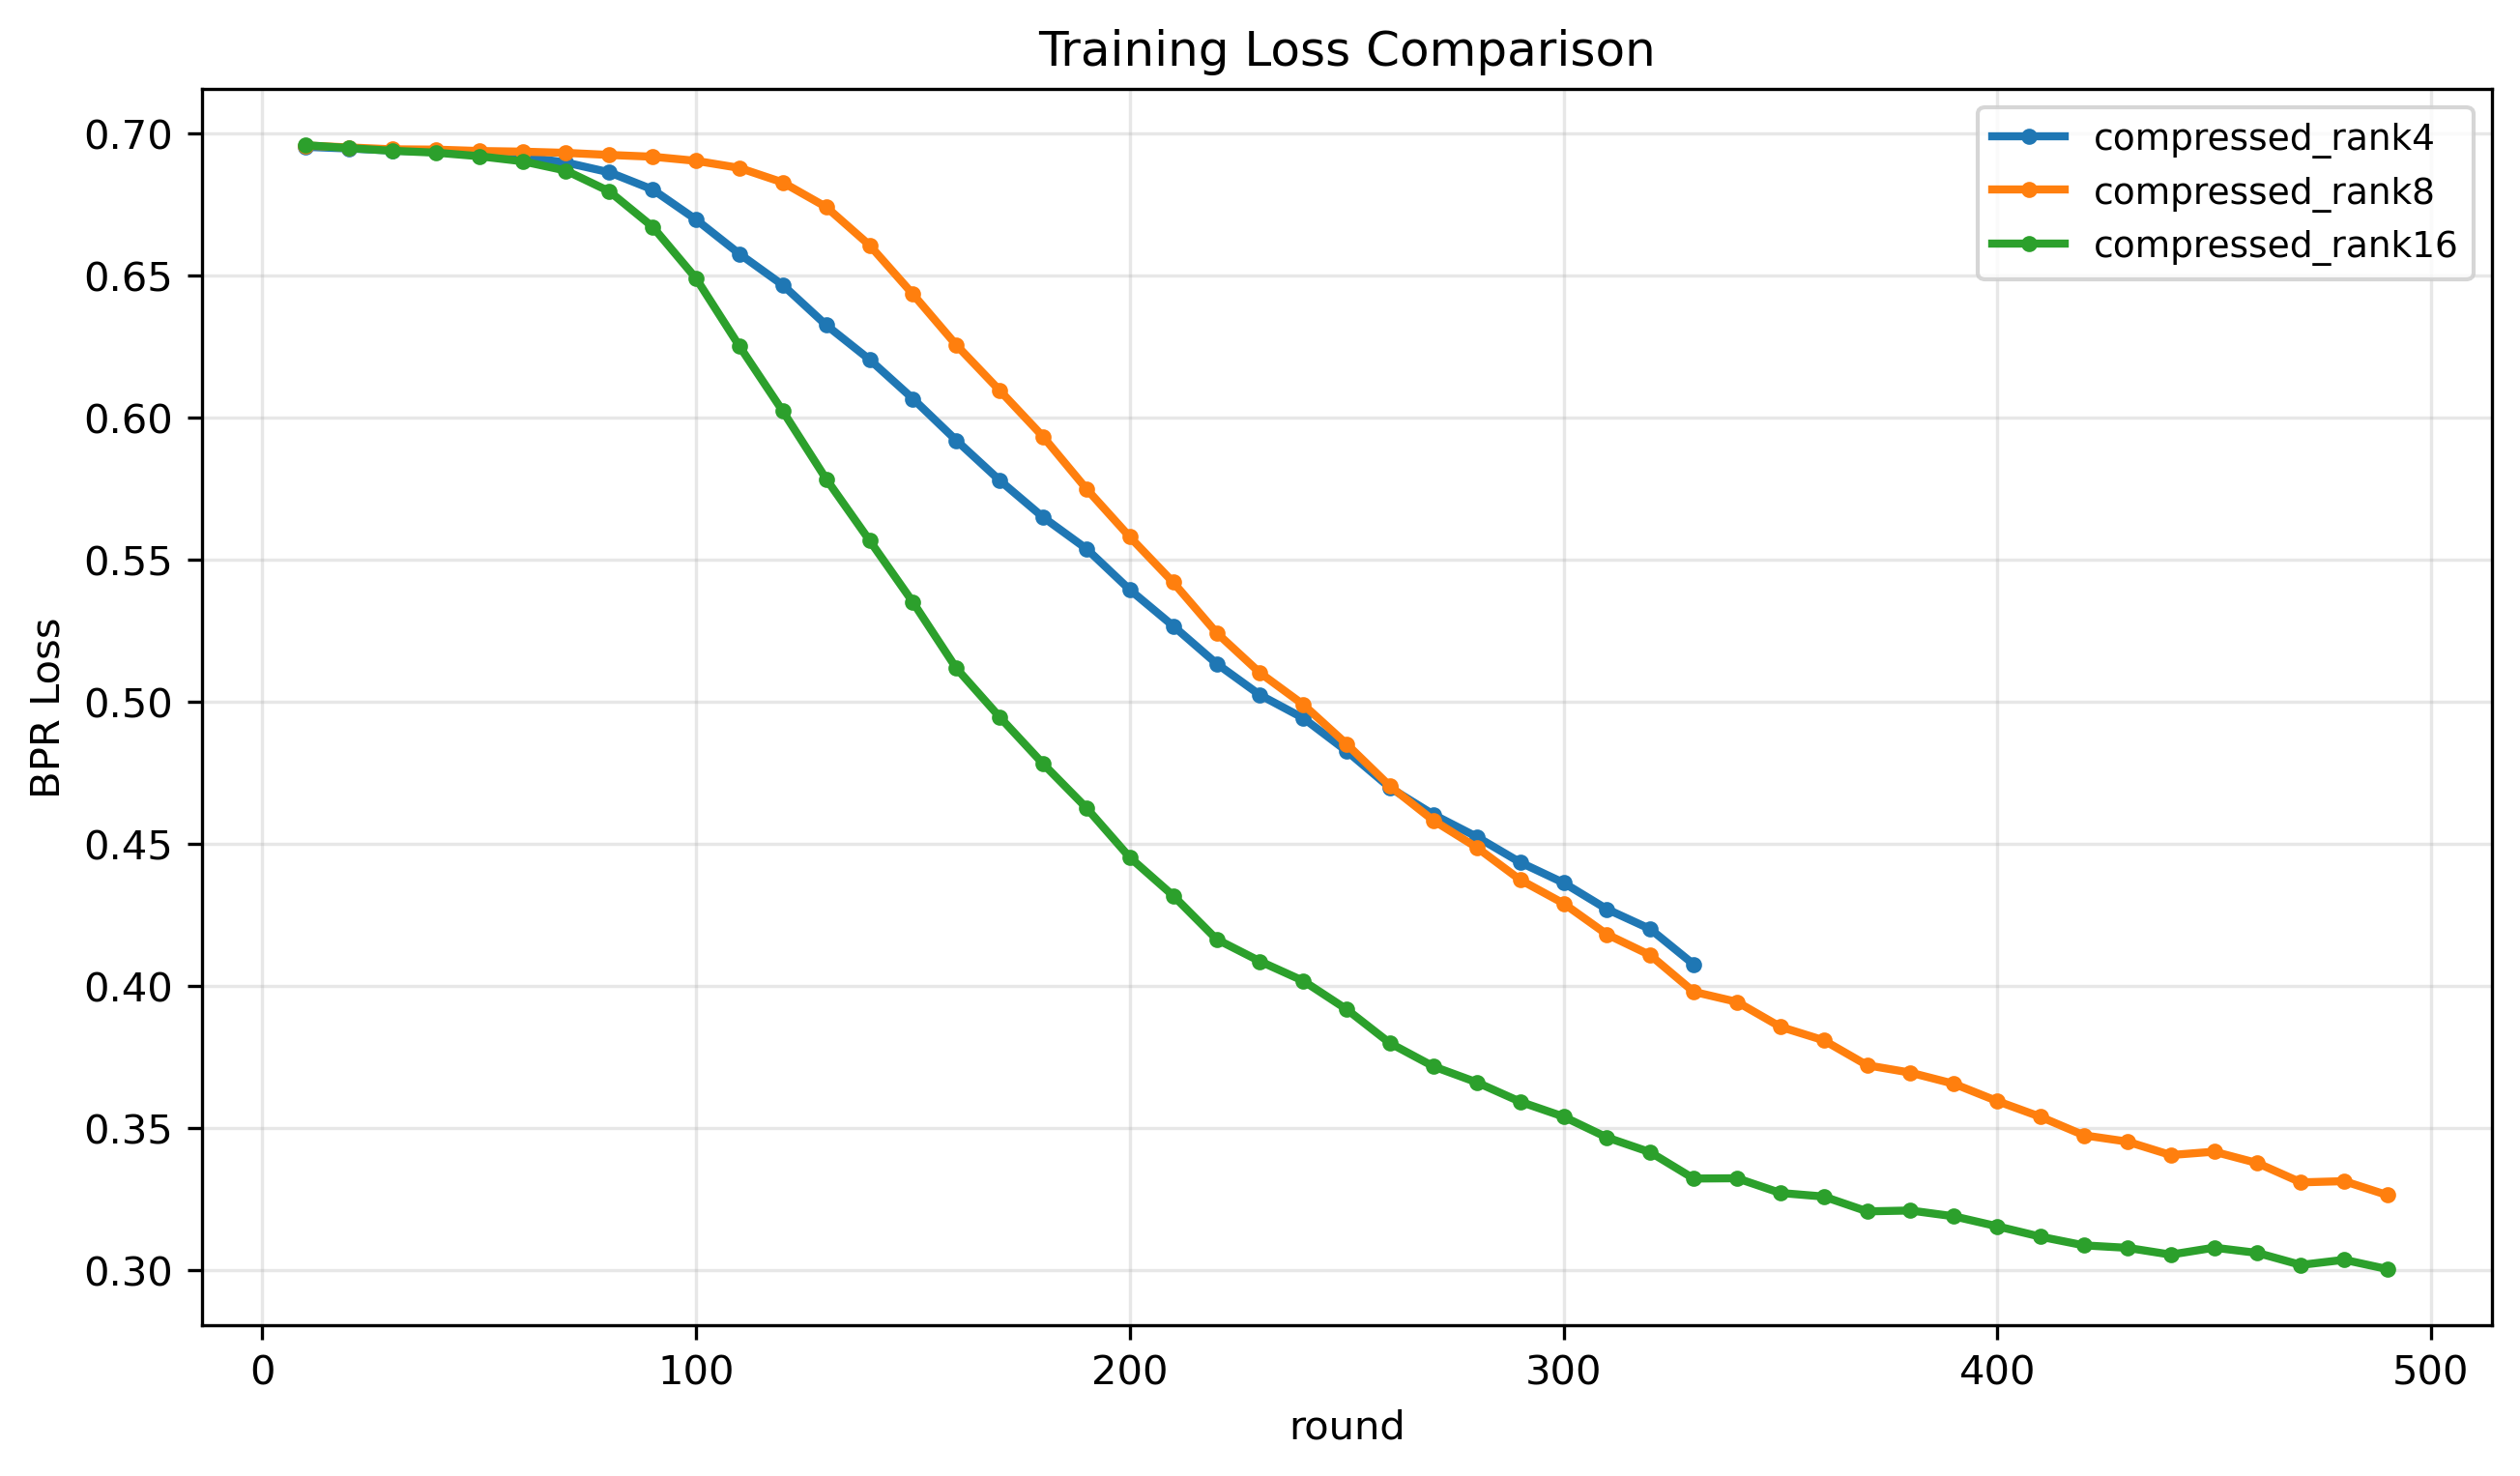 Training Loss Comparison
compressed_rank4
compressed_rank8
compressed_rank16
BPR Loss
0.70
0.65
0.60
0.55
0.50
0.45
0.40
0.35
0.30
0 100 200 300 400 500
round